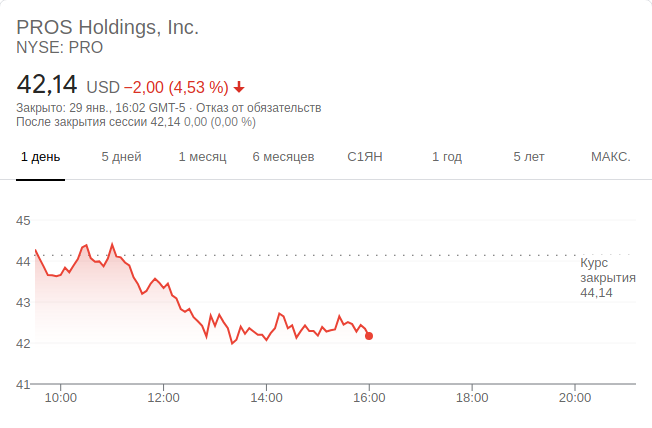 PROS Holdings, Inc.
NYSE: PRO
42,14 USD −2,00 (4,53 %)
Закрыто: 29 янв., 16:02 GMT-5 · Отказ от обязательств
После закрытия сессии 42,14 0,00 (0,00 %)
1 день 5 дней 1 месяц 6 месяцев С1ЯН 1 год 5 лет МАКС.
45
44
Курс
закрытия
44,14
43
42
41
10:00 12:00 14:00 16:00 18:00 20:00